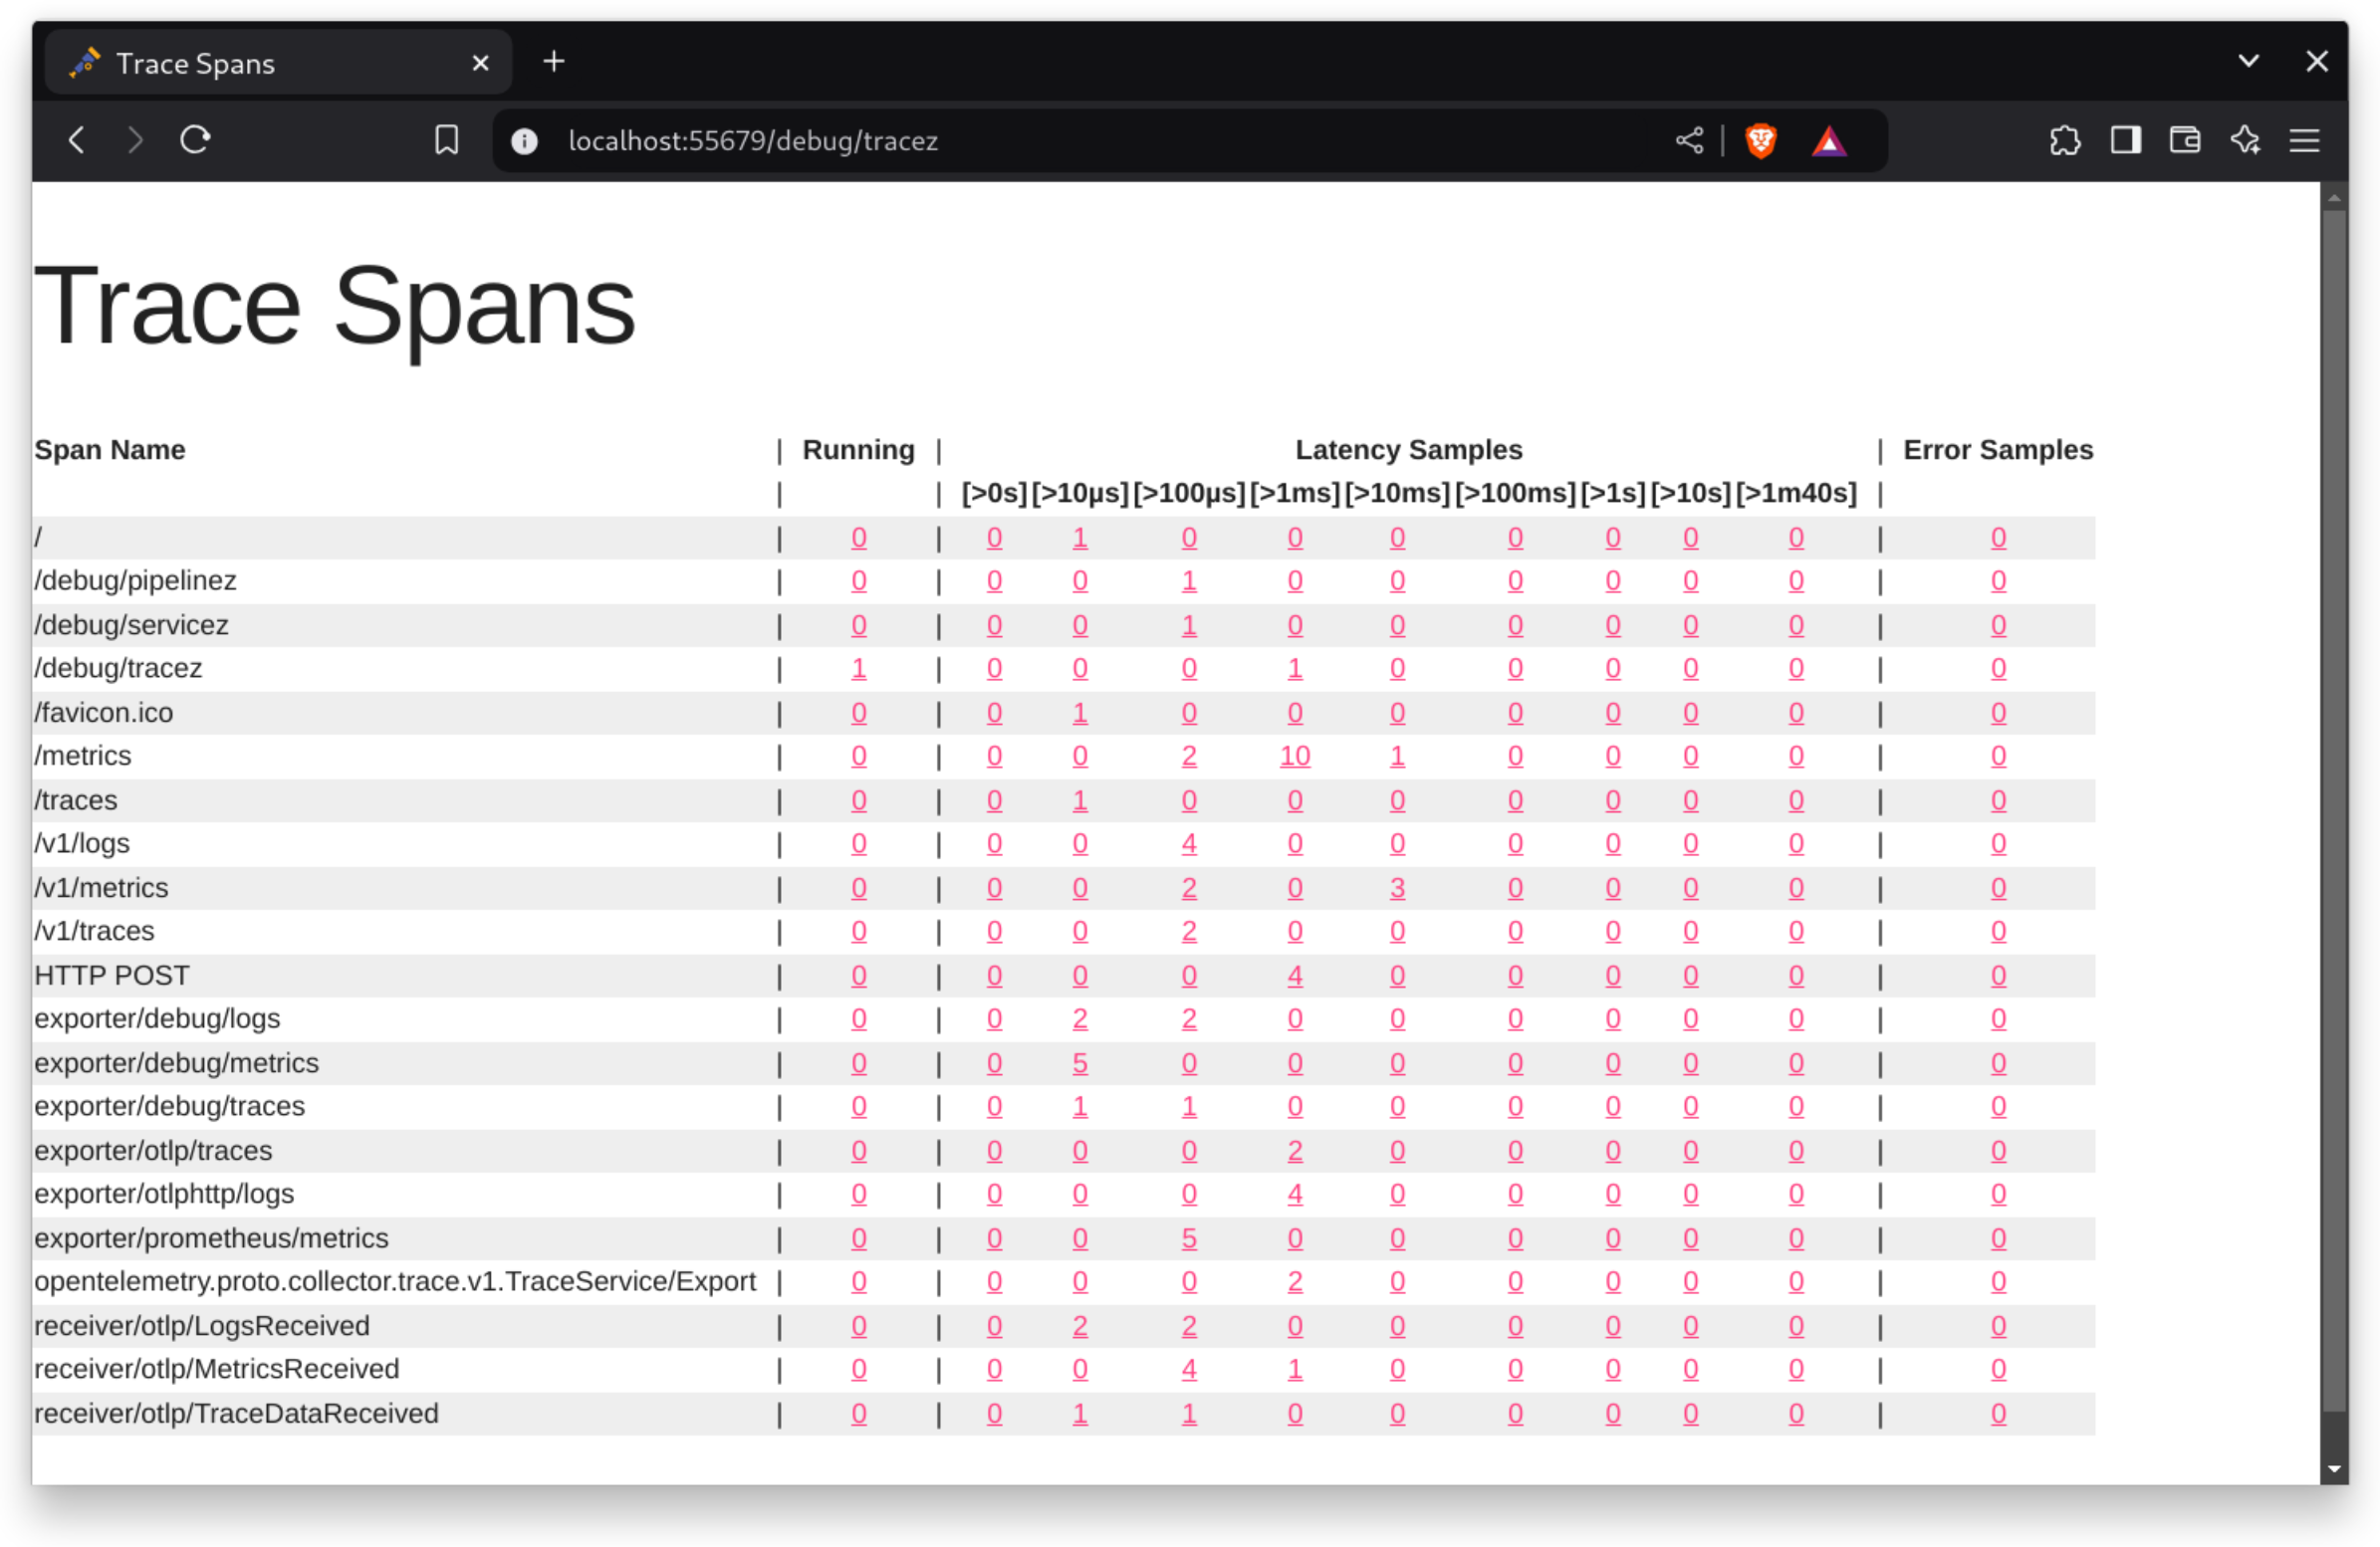 Trace Spans
localhost:55679/debug/tracez
Trace Spans
Span Name | Running | Latency Samples | Error Samples
| | [>0s] [>10µs] [>100µs] [>1ms] [>10ms] [>100ms] [>1s] [>10s] [>1m40s] |
/ | 0 | 0 1 0 0 0 0 0 0 0 | 0
/debug/pipelinez | 0 | 0 0 1 0 0 0 0 0 0 | 0
/debug/servicez | 0 | 0 0 1 0 0 0 0 0 0 | 0
/debug/tracez | 1 | 0 0 0 1 0 0 0 0 0 | 0
/favicon.ico | 0 | 0 1 0 0 0 0 0 0 0 | 0
/metrics | 0 | 0 0 2 10 1 0 0 0 0 | 0
/traces | 0 | 0 1 0 0 0 0 0 0 0 | 0
/v1/logs | 0 | 0 0 4 0 0 0 0 0 0 | 0
/v1/metrics | 0 | 0 0 2 0 3 0 0 0 0 | 0
/v1/traces | 0 | 0 0 2 0 0 0 0 0 0 | 0
HTTP POST | 0 | 0 0 0 4 0 0 0 0 0 | 0
exporter/debug/logs | 0 | 0 2 2 0 0 0 0 0 0 | 0
exporter/debug/metrics | 0 | 0 5 0 0 0 0 0 0 0 | 0
exporter/debug/traces | 0 | 0 1 1 0 0 0 0 0 0 | 0
exporter/otlp/traces | 0 | 0 0 0 2 0 0 0 0 0 | 0
exporter/otlphttp/logs | 0 | 0 0 0 4 0 0 0 0 0 | 0
exporter/prometheus/metrics | 0 | 0 0 5 0 0 0 0 0 0 | 0
opentelemetry.proto.collector.trace.v1.TraceService/Export | 0 | 0 0 0 2 0 0 0 0 0 | 0
receiver/otlp/LogsReceived | 0 | 0 2 2 0 0 0 0 0 0 | 0
receiver/otlp/MetricsReceived | 0 | 0 0 4 1 0 0 0 0 0 | 0
receiver/otlp/TraceDataReceived | 0 | 0 1 1 0 0 0 0 0 0 | 0